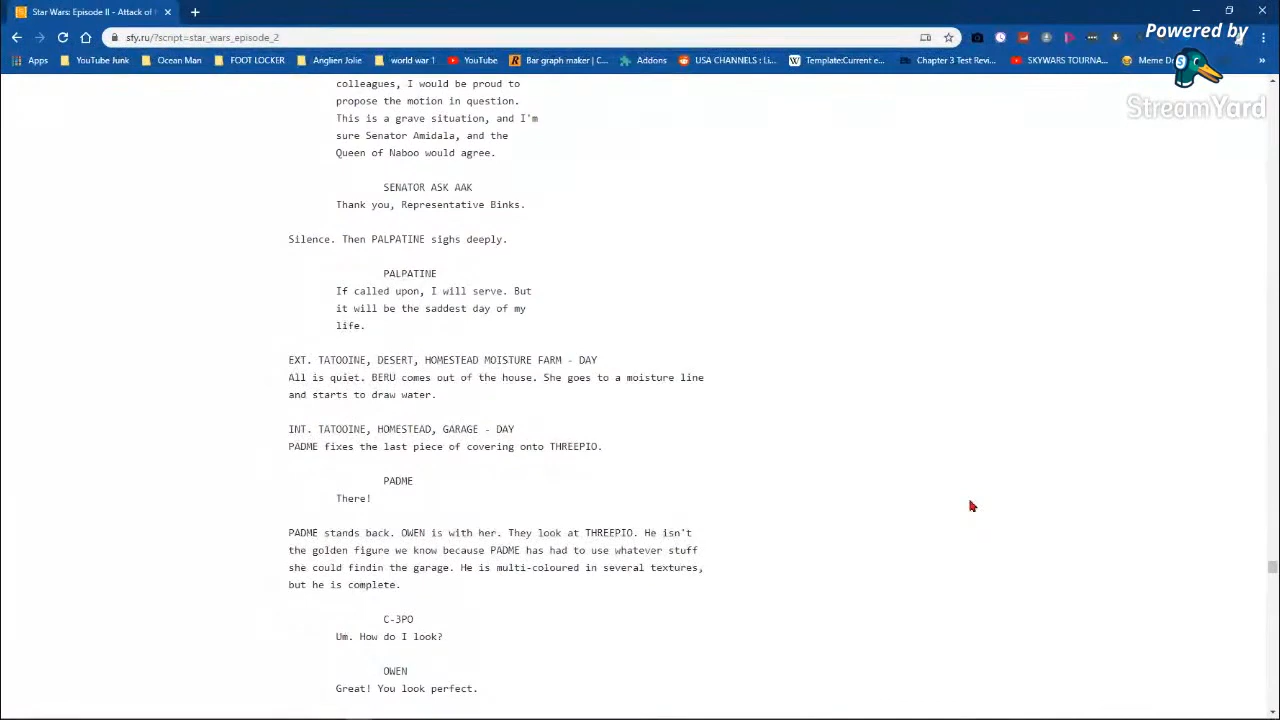 Star Wars: Episode II - Attack of
Powered by
sfy.ru/?script=star_wars_episode_2
Apps YouTube Junk Ocean Man FOOT LOCKER Anglien Jolie world war 1 YouTube Bar graph maker | C... Addons USA CHANNELS : Li... Template:Current e... Chapter 3 Test Revi... SKYWARS TOURNA... Meme De »
StreamYard
colleagues, I would be proud to
propose the motion in question.
This is a grave situation, and I'm
sure Senator Amidala, and the
Queen of Naboo would agree.
SENATOR ASK AAK
Thank you, Representative Binks.
Silence. Then PALPATINE sighs deeply.
PALPATINE
If called upon, I will serve. But
it will be the saddest day of my
life.
EXT. TATOOINE, DESERT, HOMESTEAD MOISTURE FARM - DAY
All is quiet. BERU comes out of the house. She goes to a moisture line
and starts to draw water.
INT. TATOOINE, HOMESTEAD, GARAGE - DAY
PADME fixes the last piece of covering onto THREEPIO.
PADME
There!
PADME stands back. OWEN is with her. They look at THREEPIO. He isn't
the golden figure we know because PADME has had to use whatever stuff
she could findin the garage. He is multi-coloured in several textures,
but he is complete.
C-3PO
Um. How do I look?
OWEN
Great! You look perfect.